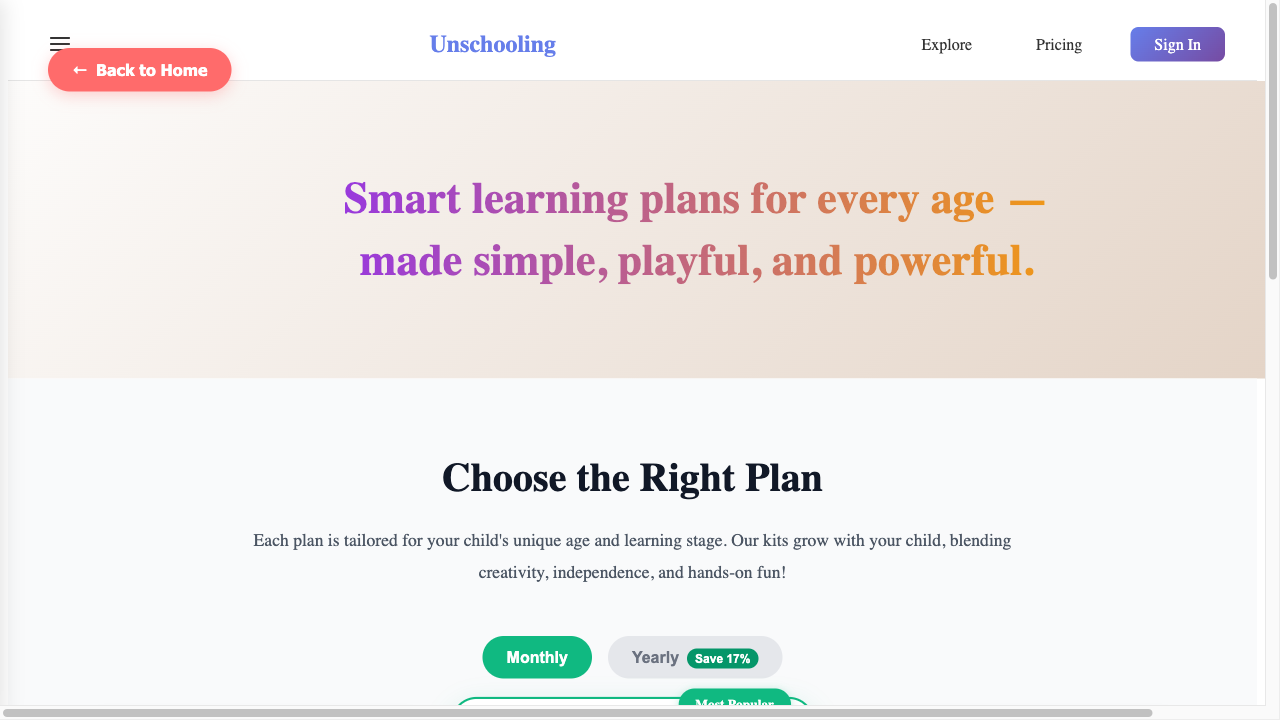 Unschooling
Explore
Pricing
Sign In
← Back to Home
Smart learning plans for every age —
made simple, playful, and powerful.
Choose the Right Plan
Each plan is tailored for your child's unique age and learning stage. Our kits grow with your child, blending
creativity, independence, and hands-on fun!
Monthly
Yearly Save 17%
Most Popular